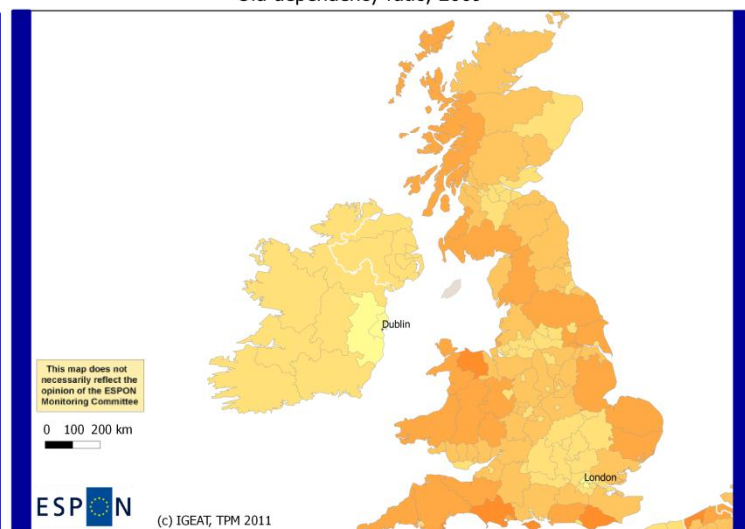 Dublin
This map does not
necessarily reflect the
opinion of the ESPON
Monitoring Committee
0 100 200 km
London
ESPON
(c) IGEAT, TPM 2011